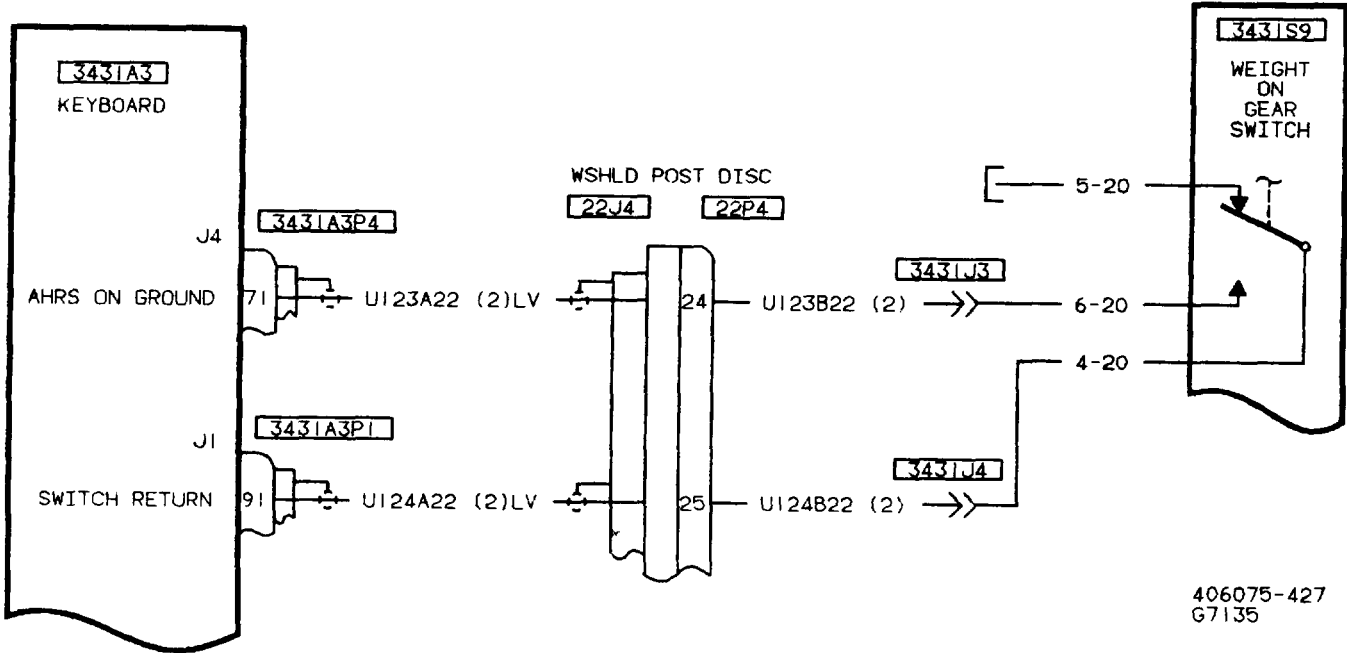 3431A3
KEYBOARD
3431S9
WEIGHT
ON
GEAR
SWITCH
WSHLD POST DISC
22J4 22P4
5-20
J4 3431A3P4
3431J3
AHRS ON GROUND 71 U123A22 (2)LV 24 U123B22 (2) 6-20
4-20
J1 3431A3P1
3431J4
SWITCH RETURN 91 U124A22 (2)LV 25 U124B22 (2)
406075-427
G7135